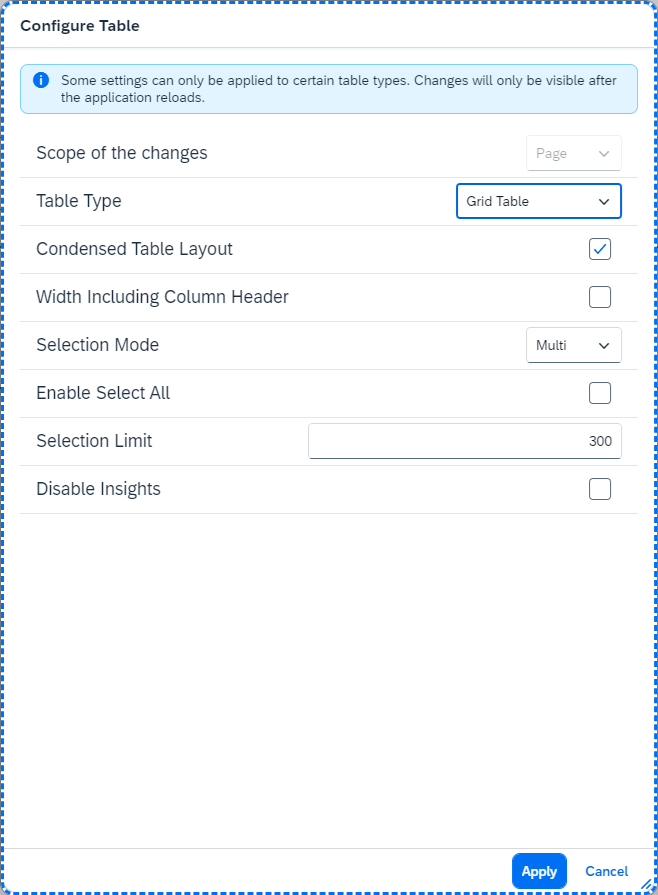 Configure Table
Some settings can only be applied to certain table types. Changes will only be visible after
the application reloads.
Scope of the changes Page
Table Type Grid Table
Condensed Table Layout
Width Including Column Header
Selection Mode Multi
Enable Select All
Selection Limit 300
Disable Insights
Apply Cancel